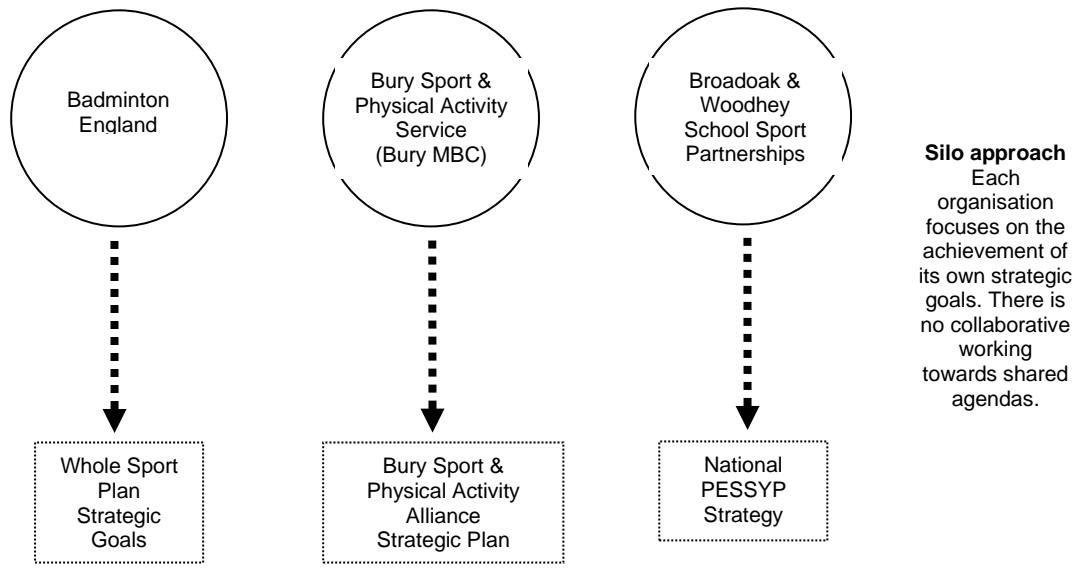 Badminton
England
Bury Sport &
Physical Activity
Service
(Bury MBC)
Broadoak &
Woodhey
School Sport
Partnerships
Silo approach
Each
organisation
focuses on the
achievement of
its own strategic
goals. There is
no collaborative
working
towards shared
agendas.
Whole Sport
Plan
Strategic
Goals
Bury Sport &
Physical Activity
Alliance
Strategic Plan
National
PESSYP
Strategy